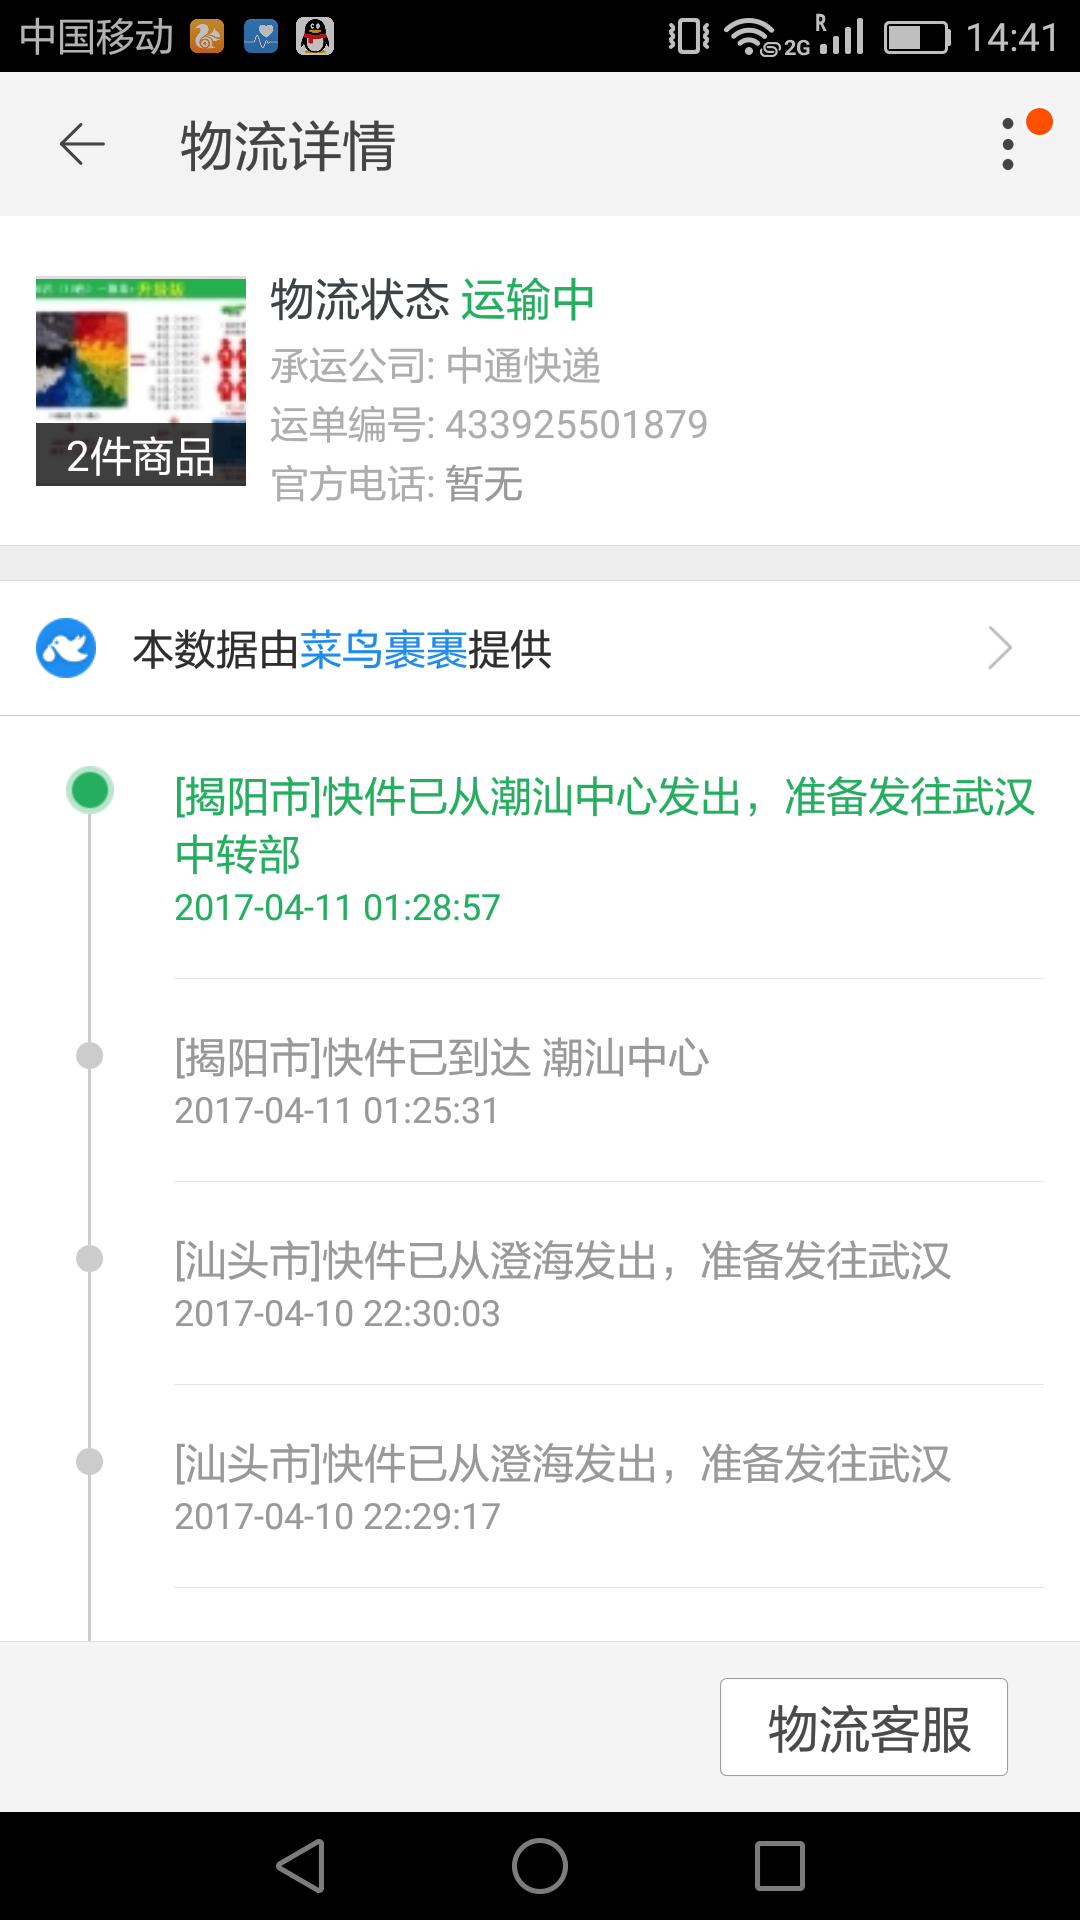 中国移动 2G R 14:41
物流详情
升级版
2件商品
物流状态 运输中
承运公司: 中通快递
运单编号: 433925501879
官方电话: 暂无
本数据由菜鸟裹裹提供
[揭阳市]快件已从潮汕中心发出，准备发往武汉
中转部
2017-04-11 01:28:57
[揭阳市]快件已到达 潮汕中心
2017-04-11 01:25:31
[汕头市]快件已从澄海发出，准备发往武汉
2017-04-10 22:30:03
[汕头市]快件已从澄海发出，准备发往武汉
2017-04-10 22:29:17
物流客服